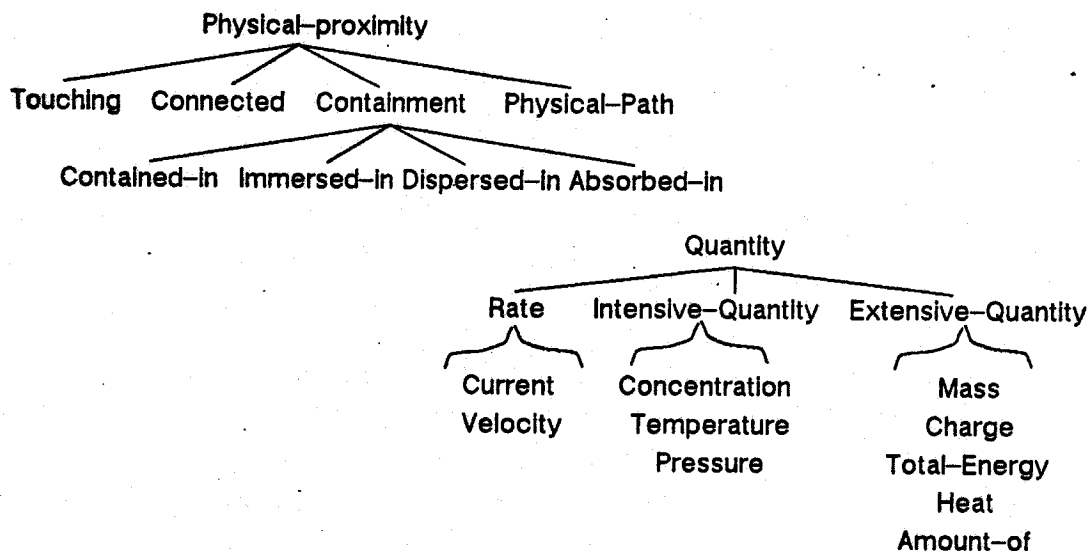 Physical–proximity
Touching Connected Containment Physical–Path
Contained–in Immersed–in Dispersed–in Absorbed–in
Quantity
Rate Intensive–Quantity Extensive–Quantity
Current Concentration Mass
Velocity Temperature Charge
Pressure Total–Energy
Heat
Amount–of